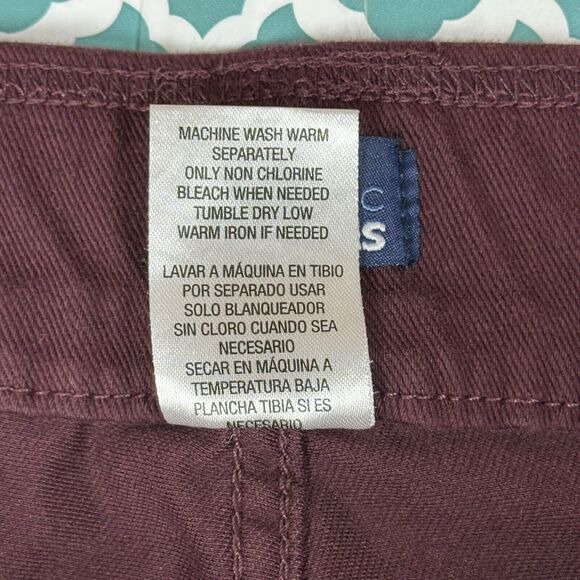 MACHINE WASH WARM
SEPARATELY
ONLY NON CHLORINE
BLEACH WHEN NEEDED
TUMBLE DRY LOW
WARM IRON IF NEEDED
LAVAR A MÁQUINA EN TIBIO
POR SEPARADO USAR
SOLO BLANQUEADOR
SIN CLORO CUANDO SEA
NECESARIO
SECAR EN MÁQUINA A
TEMPERATURA BAJA
PLANCHA TIBIA SI ES
NECESARIO